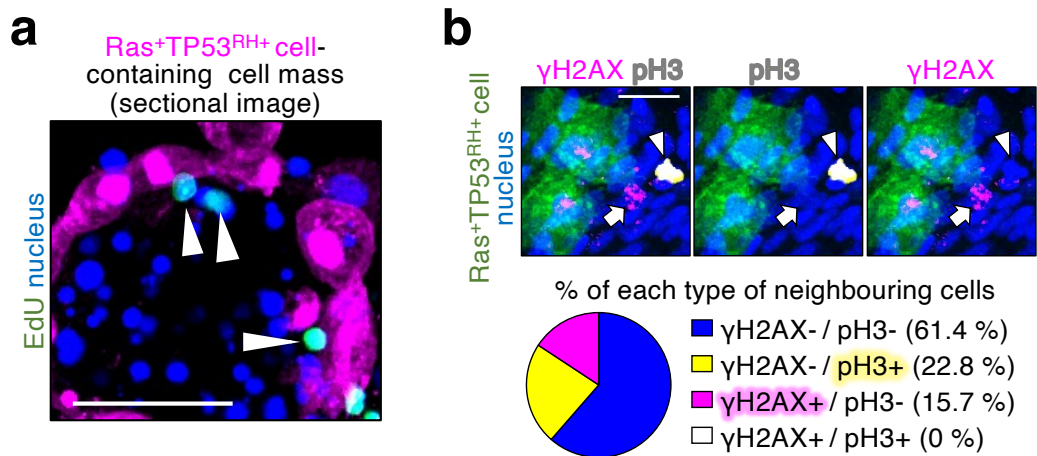 a
Ras⁺TP53ᴿᴴ⁺ cell-
containing cell mass
(sectional image)
EdU nucleus
b
Ras⁺TP53ᴿᴴ⁺ cell
nucleus
γH2AX pH3
pH3
γH2AX
% of each type of neighbouring cells
γH2AX- / pH3- (61.4 %)
γH2AX- / pH3+ (22.8 %)
γH2AX+ / pH3- (15.7 %)
γH2AX+ / pH3+ (0 %)